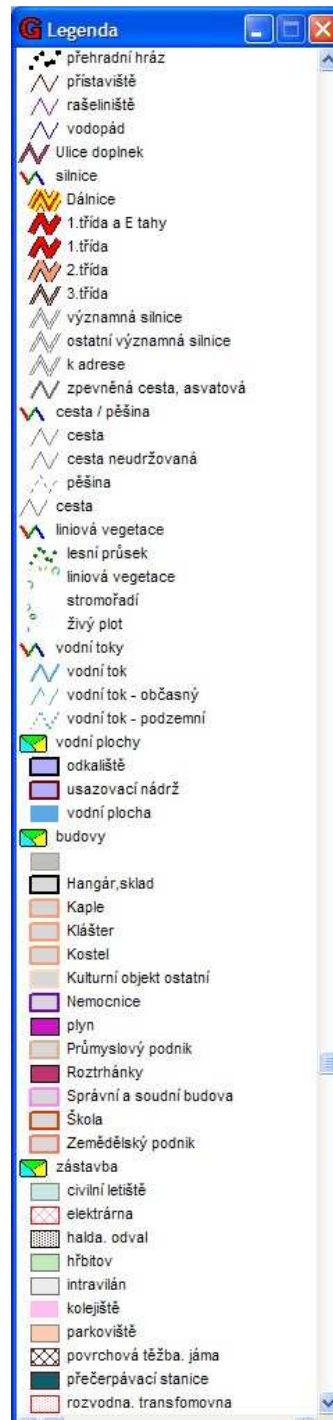 Legenda
přehradní hráz
přístaviště
rašeliniště
vodopád
Ulice doplnek
silnice
Dálnice
1.třída a E tahy
1.třída
2.třída
3.třída
významná silnice
ostatní významná silnice
k adrese
zpevněná cesta, asvatová
cesta / pěšina
cesta
cesta neudržovaná
pěšina
cesta
liniová vegetace
lesní průsek
liniová vegetace
stromořadí
živý plot
vodní toky
vodní tok
vodní tok - občasný
vodní tok - podzemní
vodní plochy
odkaliště
usazovací nádrž
vodní plocha
budovy
Hangár,sklad
Kaple
Klášter
Kostel
Kulturní objekt ostatní
Nemocnice
plyn
Průmyslový podnik
Roztrhánky
Správní a soudní budova
Škola
Zemědělský podnik
zástavba
civilní letiště
elektrárna
halda. odval
hřbitov
intravilán
kolejiště
parkoviště
povrchová těžba. jáma
přečerpávací stanice
rozvodna. transfomovna